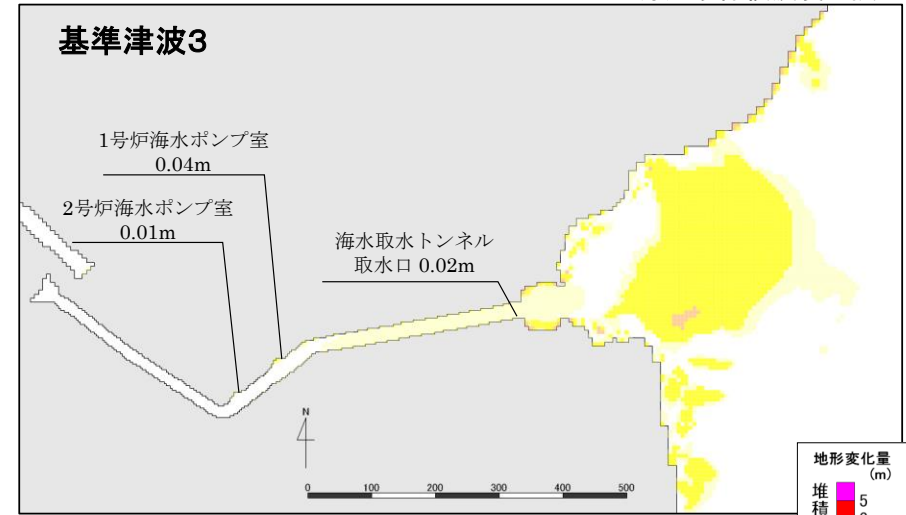 基準津波3
1号炉海水ポンプ室
0.04m
2号炉海水ポンプ室
0.01m
海水取水トンネル
取水口 0.02m
N
0 100 200 300 400 500
地形変化量
(m)
堆積
5